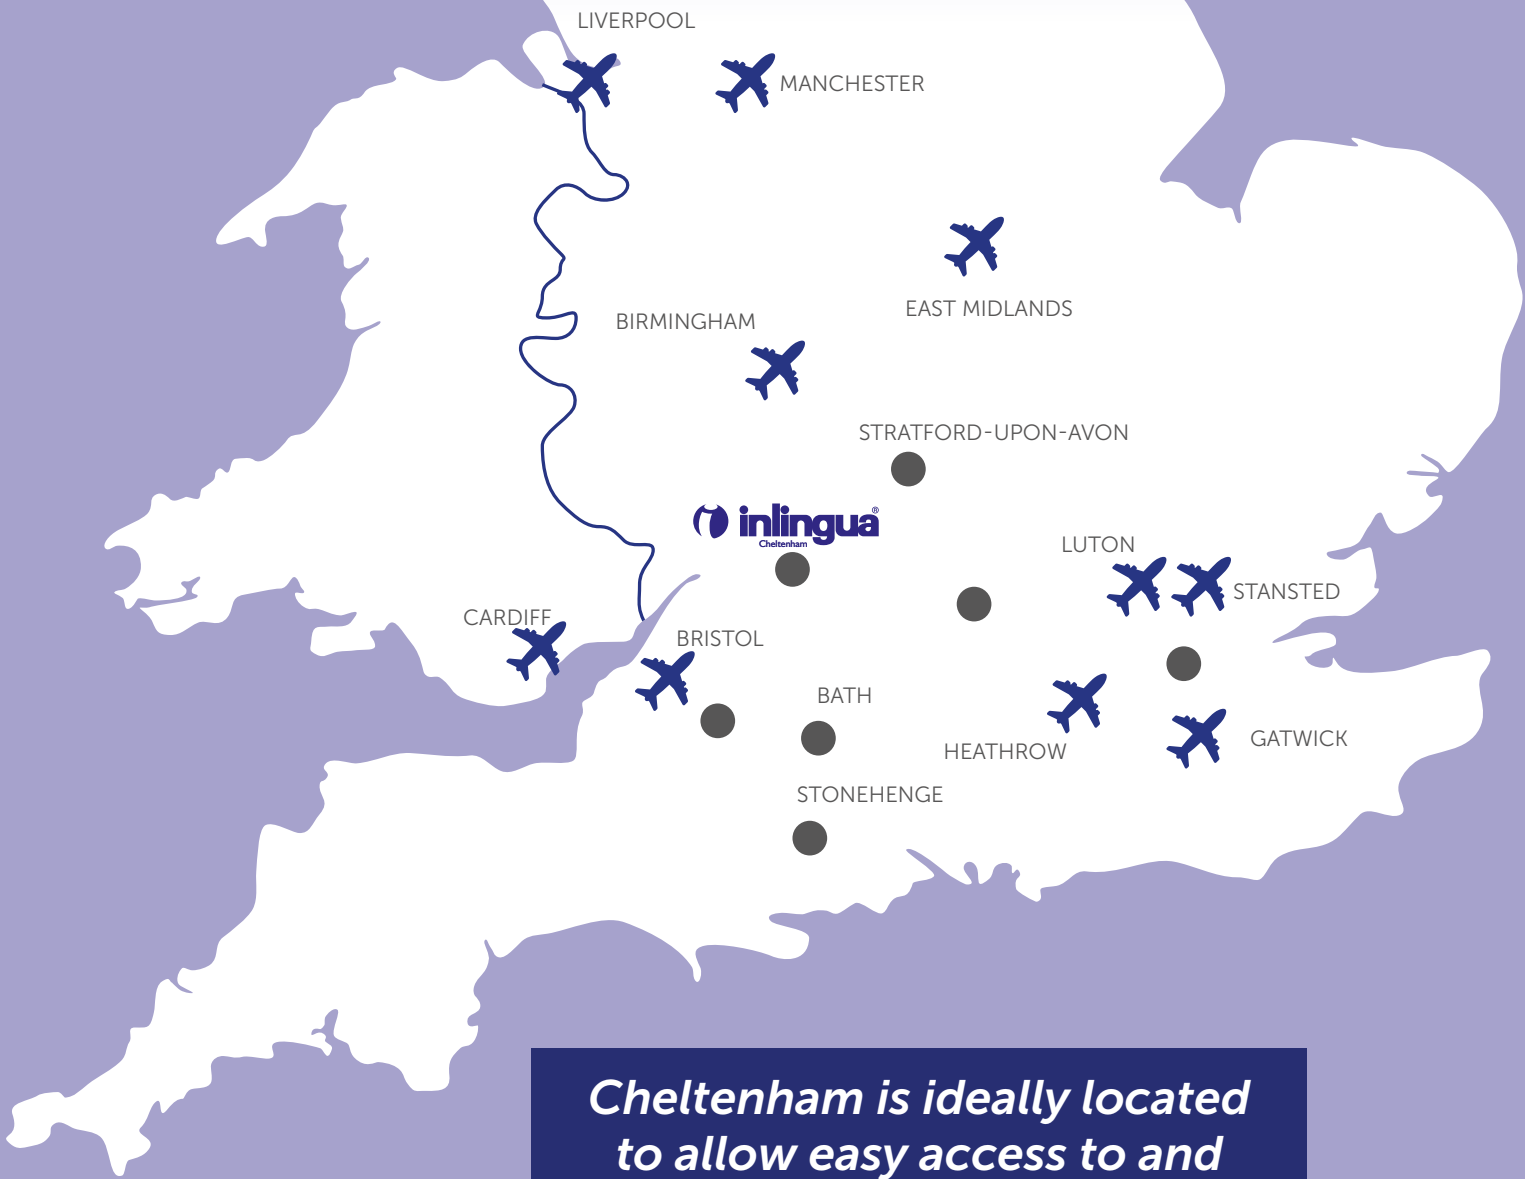 LIVERPOOL
MANCHESTER
EAST MIDLANDS
BIRMINGHAM
STRATFORD-UPON-AVON
inlingua®
Cheltenham
LUTON
STANSTED
CARDIFF
BRISTOL
BATH
HEATHROW
GATWICK
STONEHENGE
Cheltenham is ideally located
to allow easy access to and